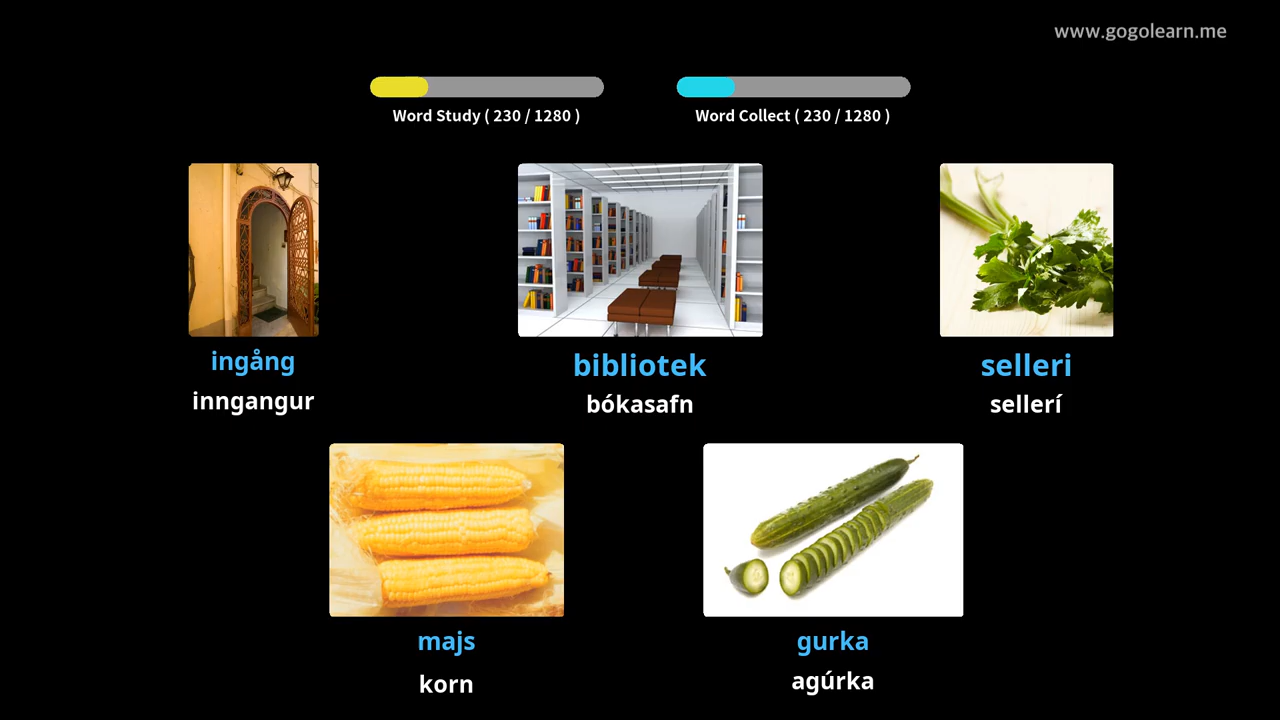 www.gogolearn.me
Word Study ( 230 / 1280 )
Word Collect ( 230 / 1280 )
ingång
inngangur
bibliotek
bókasafn
selleri
sellerí
majs
korn
gurka
agúrka